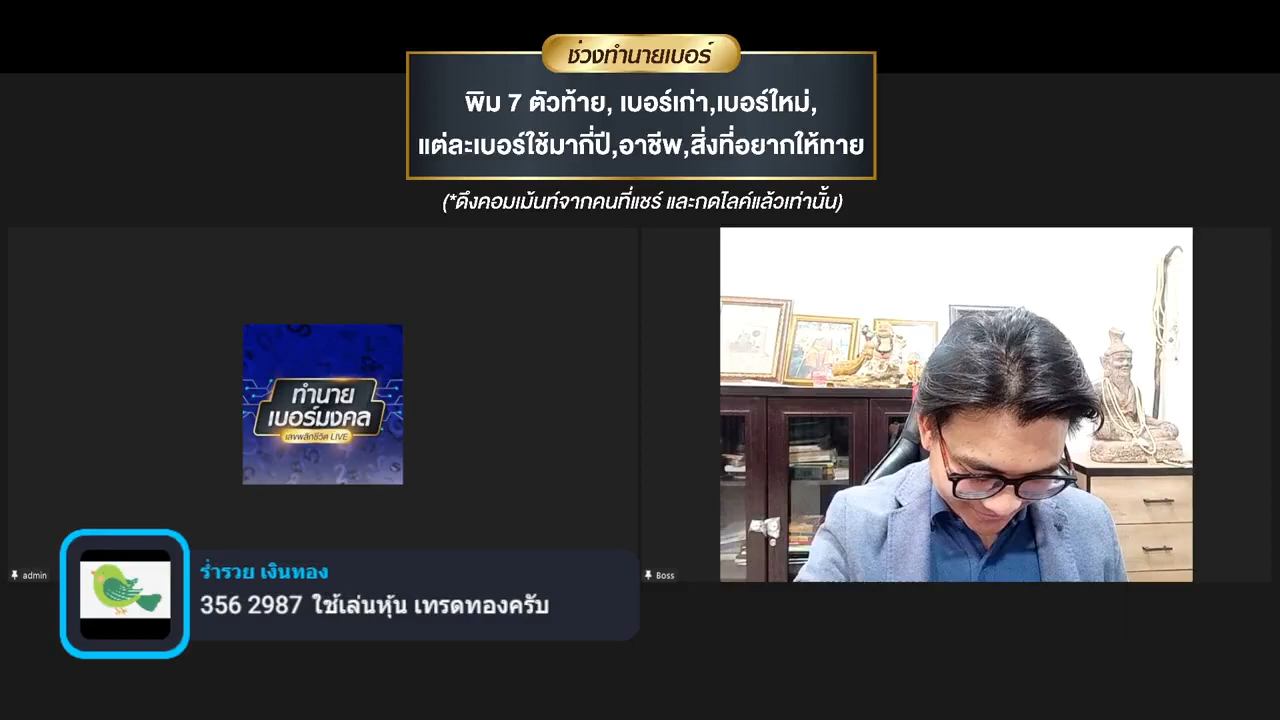 ช่วงทำนายเบอร์
พิม 7 ตัวท้าย, เบอร์เก่า,เบอร์ใหม่,
แต่ละเบอร์ใช้มากี่ปี,อาชีพ,สิ่งที่อยากให้ทาย
(*ดึงคอมเม้นท์จากคนที่แชร์ และกดไลค์แล้วเท่านั้น)
ทำนาย
เบอร์มงคล
เลขพลิกชีวิต LIVE
admin
Boss
ร่ำรวย เงินทอง
356 2987 ใช้เล่นหุ้น เทรดทองครับ